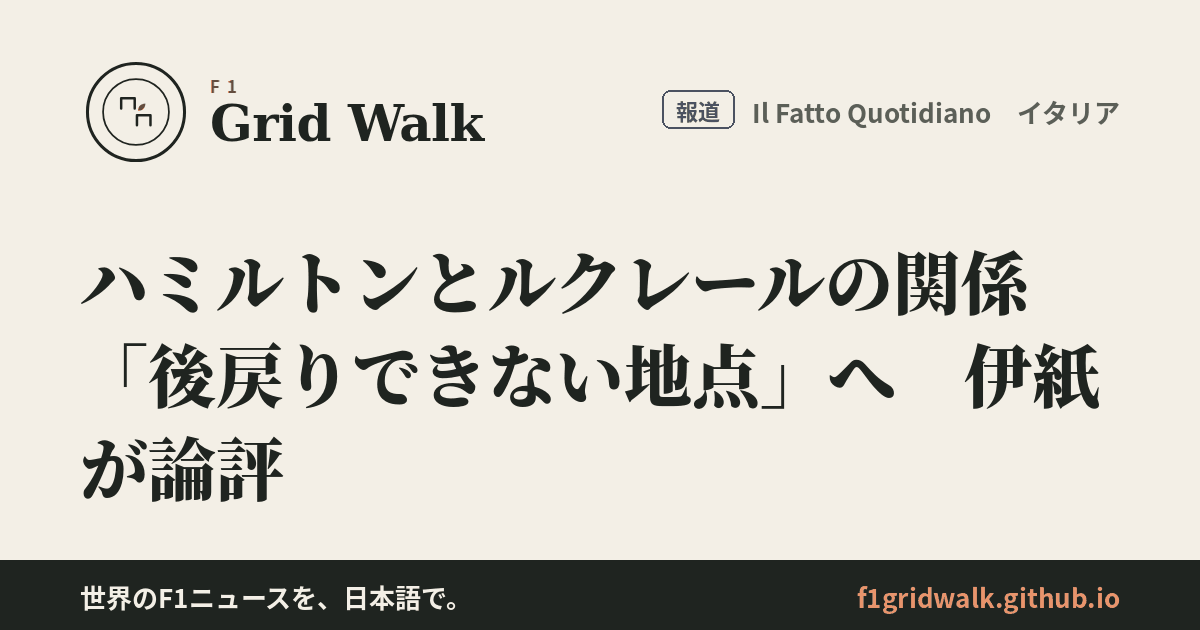 F1
Grid Walk
報道 Il Fatto Quotidiano イタリア
ハミルトンとルクレールの関係
「後戻りできない地点」へ 伊紙
が論評
世界のF1ニュースを、日本語で。
f1gridwalk.github.io